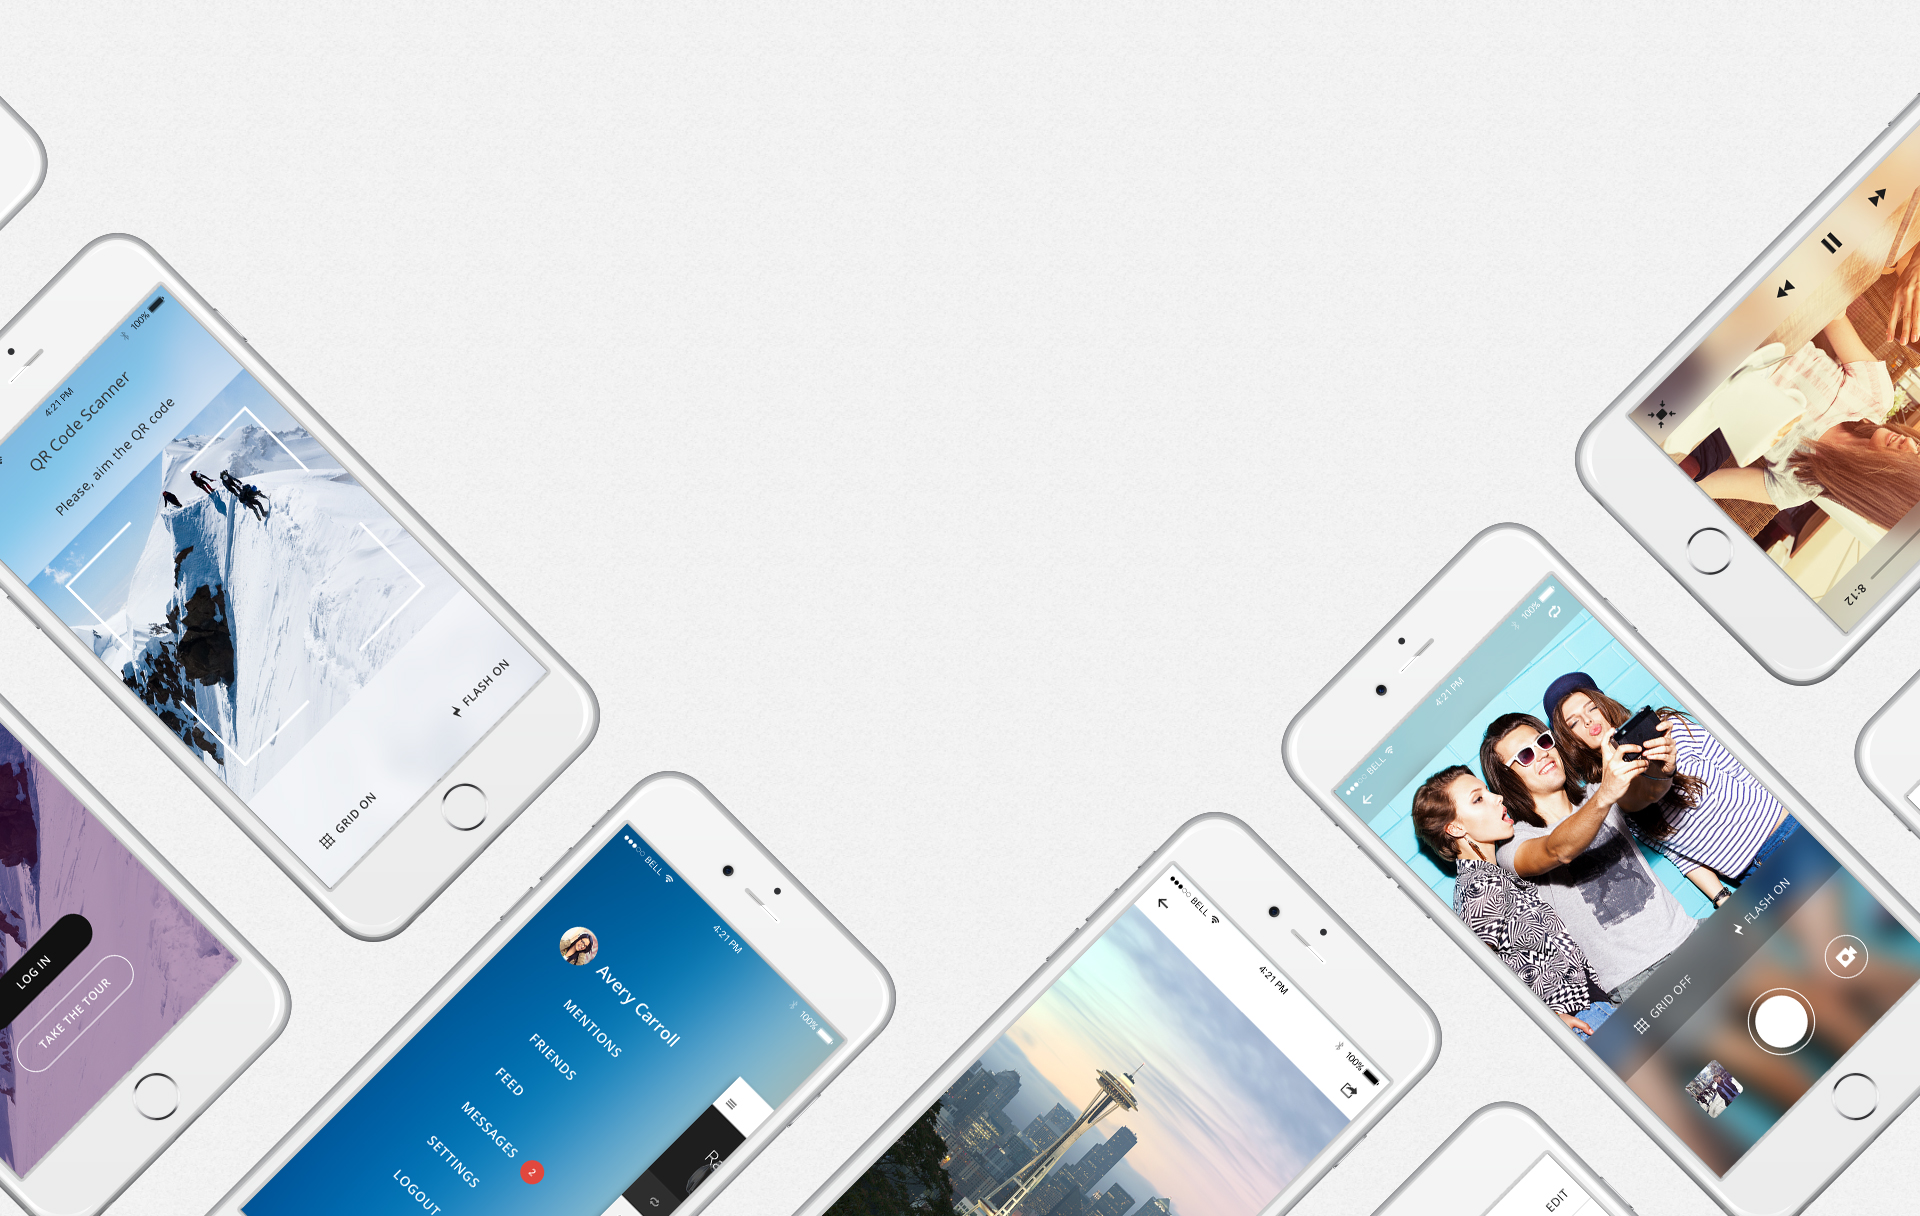 100%
4:21 PM
QR Code Scanner
Please, aim the QR code
GRID ON
FLASH ON
LOG IN
TAKE THE TOUR
BELL
4:21 PM
100%
Avery Carroll
MENTIONS
FRIENDS
FEED
MESSAGES
2
SETTINGS
LOGOUT
BELL
4:21 PM
100%
BELL
4:21 PM
100%
GRID OFF
FLASH ON
8:12
EDIT